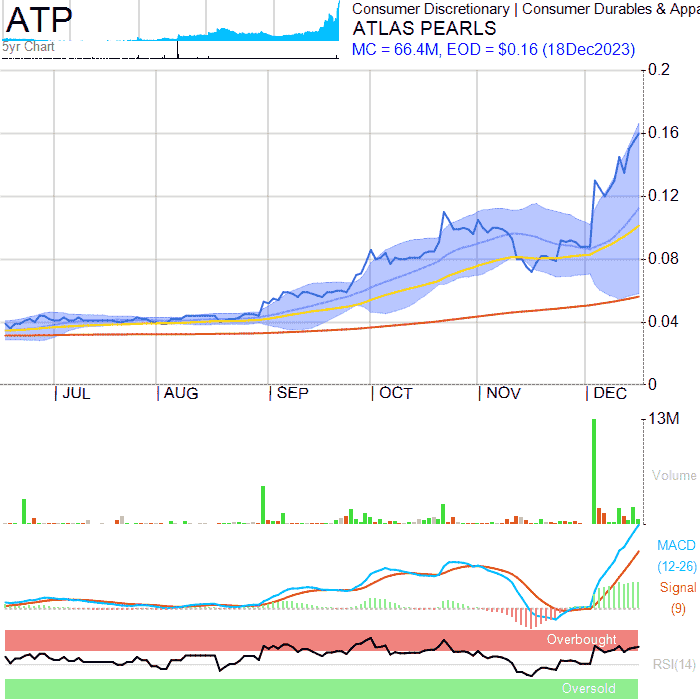 ATP
5yr Chart
Consumer Discretionary | Consumer Durables & Appa
ATLAS PEARLS
MC = 66.4M, EOD = $0.16 (18Dec2023)
0.2
0.16
0.12
0.08
0.04
0
JUL AUG SEP OCT NOV DEC
13M
Volume
MACD
(12-26)
Signal
(9)
Overbought
RSI(14)
Oversold